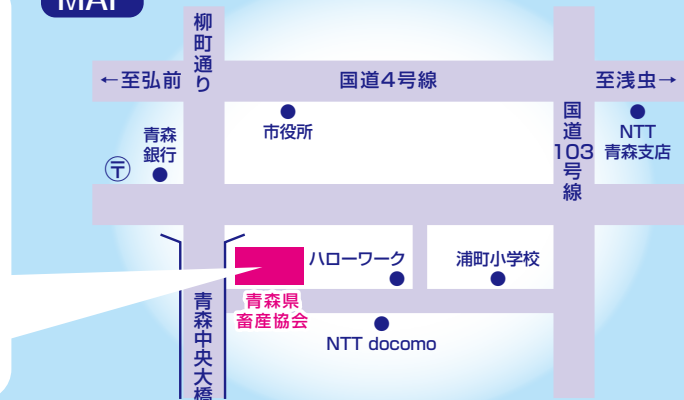 MAP
柳町通り
←至弘前
国道4号線
至浅虫→
市役所
青森
銀行
〒
国道103号線
NTT
青森支店
ハローワーク
浦町小学校
青森県
畜産協会
NTT docomo
青森中央大橋